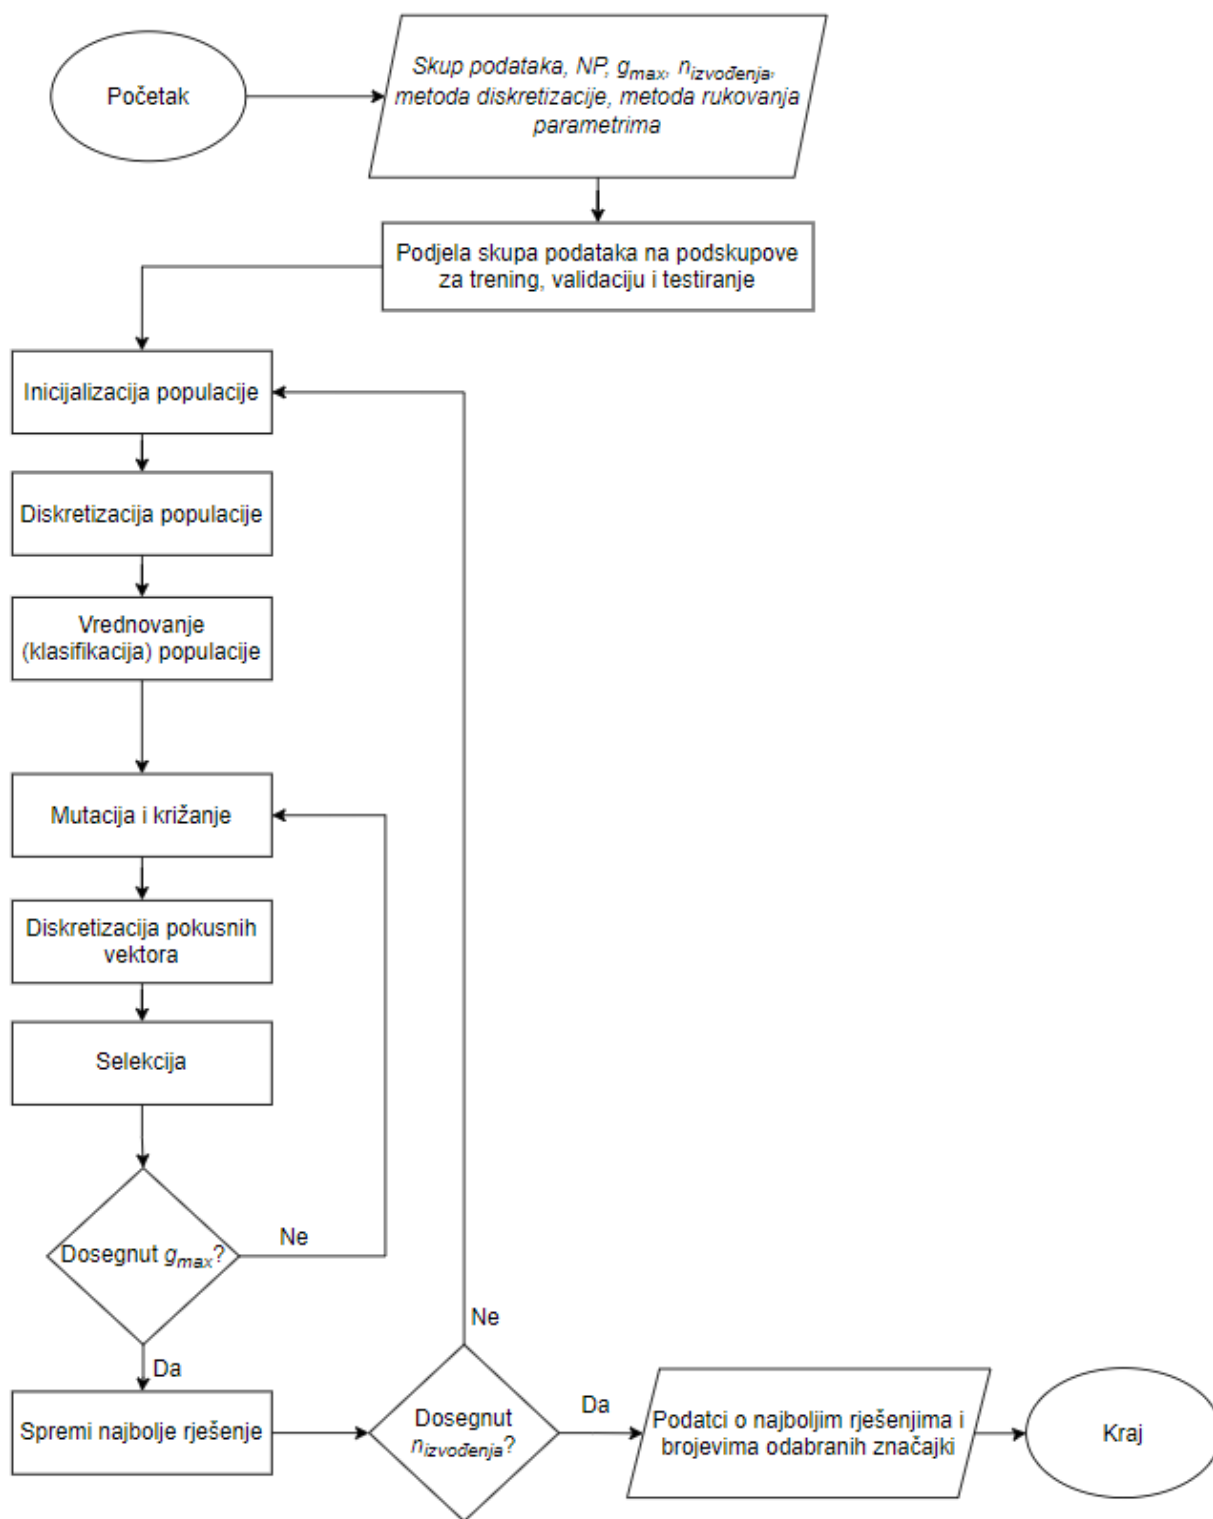 Početak
Skup podataka, NP, gmax, nizvođenja,
metoda diskretizacije, metoda rukovanja
parametrima
Podjela skupa podataka na podskupove
za trening, validaciju i testiranje
Inicijalizacija populacije
Diskretizacija populacije
Vrednovanje
(klasifikacija) populacije
Mutacija i križanje
Diskretizacija pokusnih
vektora
Selekcija
Dosegnut gmax?
Ne
Da
Spremi najbolje rješenje
Dosegnut
nizvođenja?
Ne
Da
Podatci o najboljim rješenjima i
brojevima odabranih značajki
Kraj